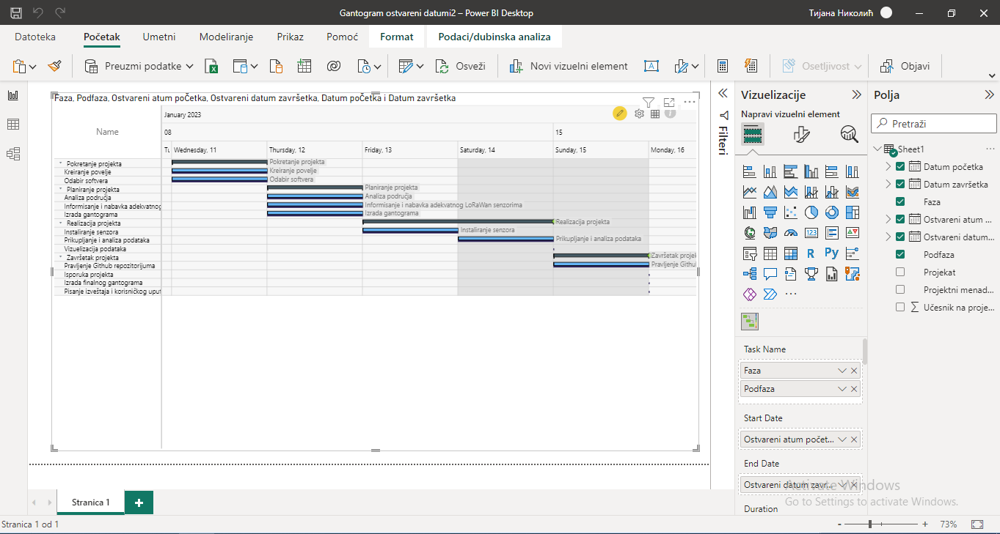 Gantogram ostvareni datumi2 – Power BI Desktop
Тијана Николић
Datoteka Početak Umetni Modeliranje Prikaz Pomoć Format Podaci/dubinska analiza
Preuzmi podatke Osveži Novi vizuelni element Osetljivost Objavi
Faza, Podfaza, Ostvareni atum početka, Ostvareni datum završetka, Datum početka i Datum završetka
Name
January 2023
08 15
Tu Wednesday, 11 Thursday, 12 Friday, 13 Saturday, 14 Sunday, 15 Monday, 16
Pokretanje projekta Pokretanje projekta
Kreiranje povelje Kreiranje povelje
Odabir softvera Odabir softvera
Planiranje projekta Planiranje projekta
Analiza područja Analiza područja
Informisanje i nabavka adekvatnog Informisanje i nabavka adekvatnog LoRaWan senzorima
Izrada gantograma Izrada gantograma
Realizacija projekta Realizacija projekta
Instaliranje senzora Instaliranje senzora
Prikupljanje i analiza podataka Prikupljanje i analiza podataka
Vizuelizacija podataka
Završetak projekta Završetak projek
Pravljenje Github repozitorijuma Pravljenje Githul
Isporuka projekta
Izrada finalnog gantograma
Pisanje izveštaja i korisničkog uput
Filteri
Vizuelizacije
Napravi vizuelni element
123
R Py
Task Name
Faza
Podfaza
Start Date
Ostvareni atum počet...
End Date
Ostvareni datum zavr...
Duration
Polja
Pretraži
Sheet1
Datum početka
Datum završetka
Faza
Ostvareni atum ...
Ostvareni datum...
Podfaza
Projekat
Projektni menad...
Učesnik na proje...
Activate Windows
Go to Settings to activate Windows.
Stranica 1
Stranica 1 od 1
73%